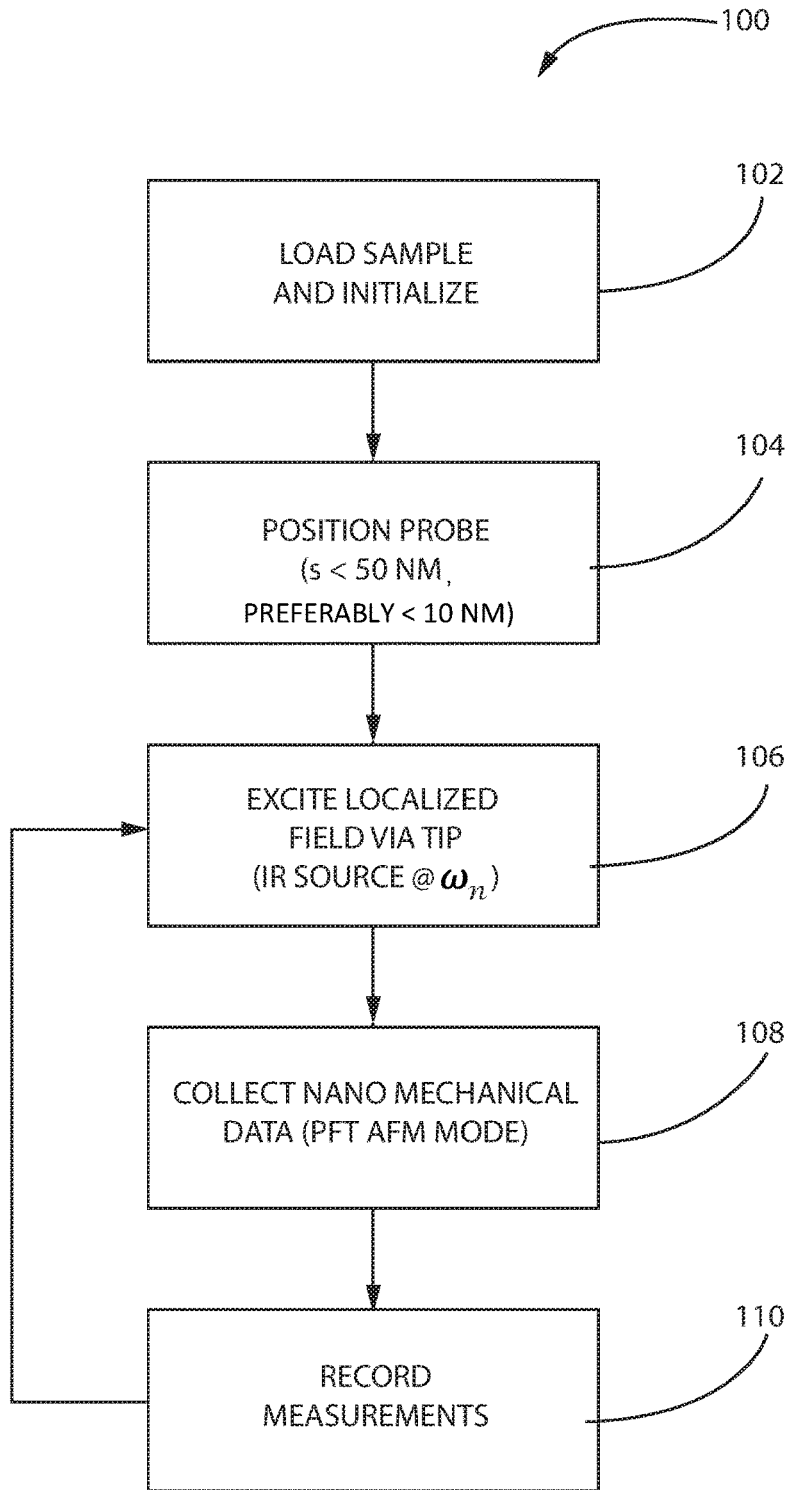 100
102
LOAD SAMPLE
AND INITIALIZE
104
POSITION PROBE
(s < 50 NM,
PREFERABLY < 10 NM)
106
EXCITE LOCALIZED
FIELD VIA TIP
(IR SOURCE @ ωn)
108
COLLECT NANO MECHANICAL
DATA (PFT AFM MODE)
110
RECORD
MEASUREMENTS